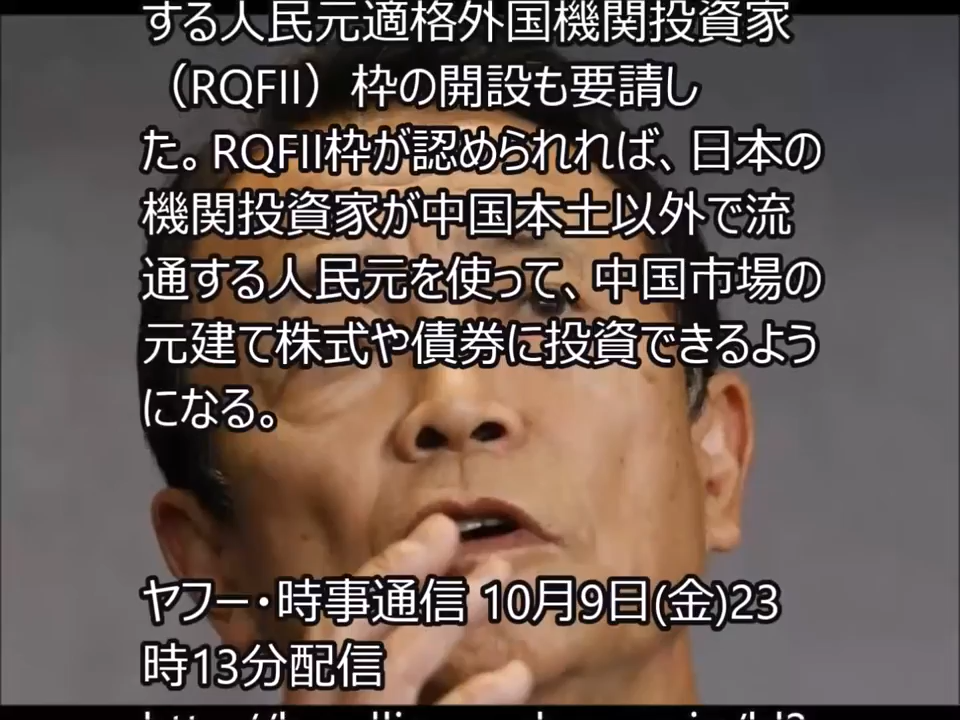 する人民元適格外国機関投資家
（RQFII）枠の開設も要請し
た。RQFII枠が認められれば、日本の
機関投資家が中国本土以外で流
通する人民元を使って、中国市場の
元建て株式や債券に投資できるよう
になる。
ヤフー・時事通信 10月9日(金)23
時13分配信